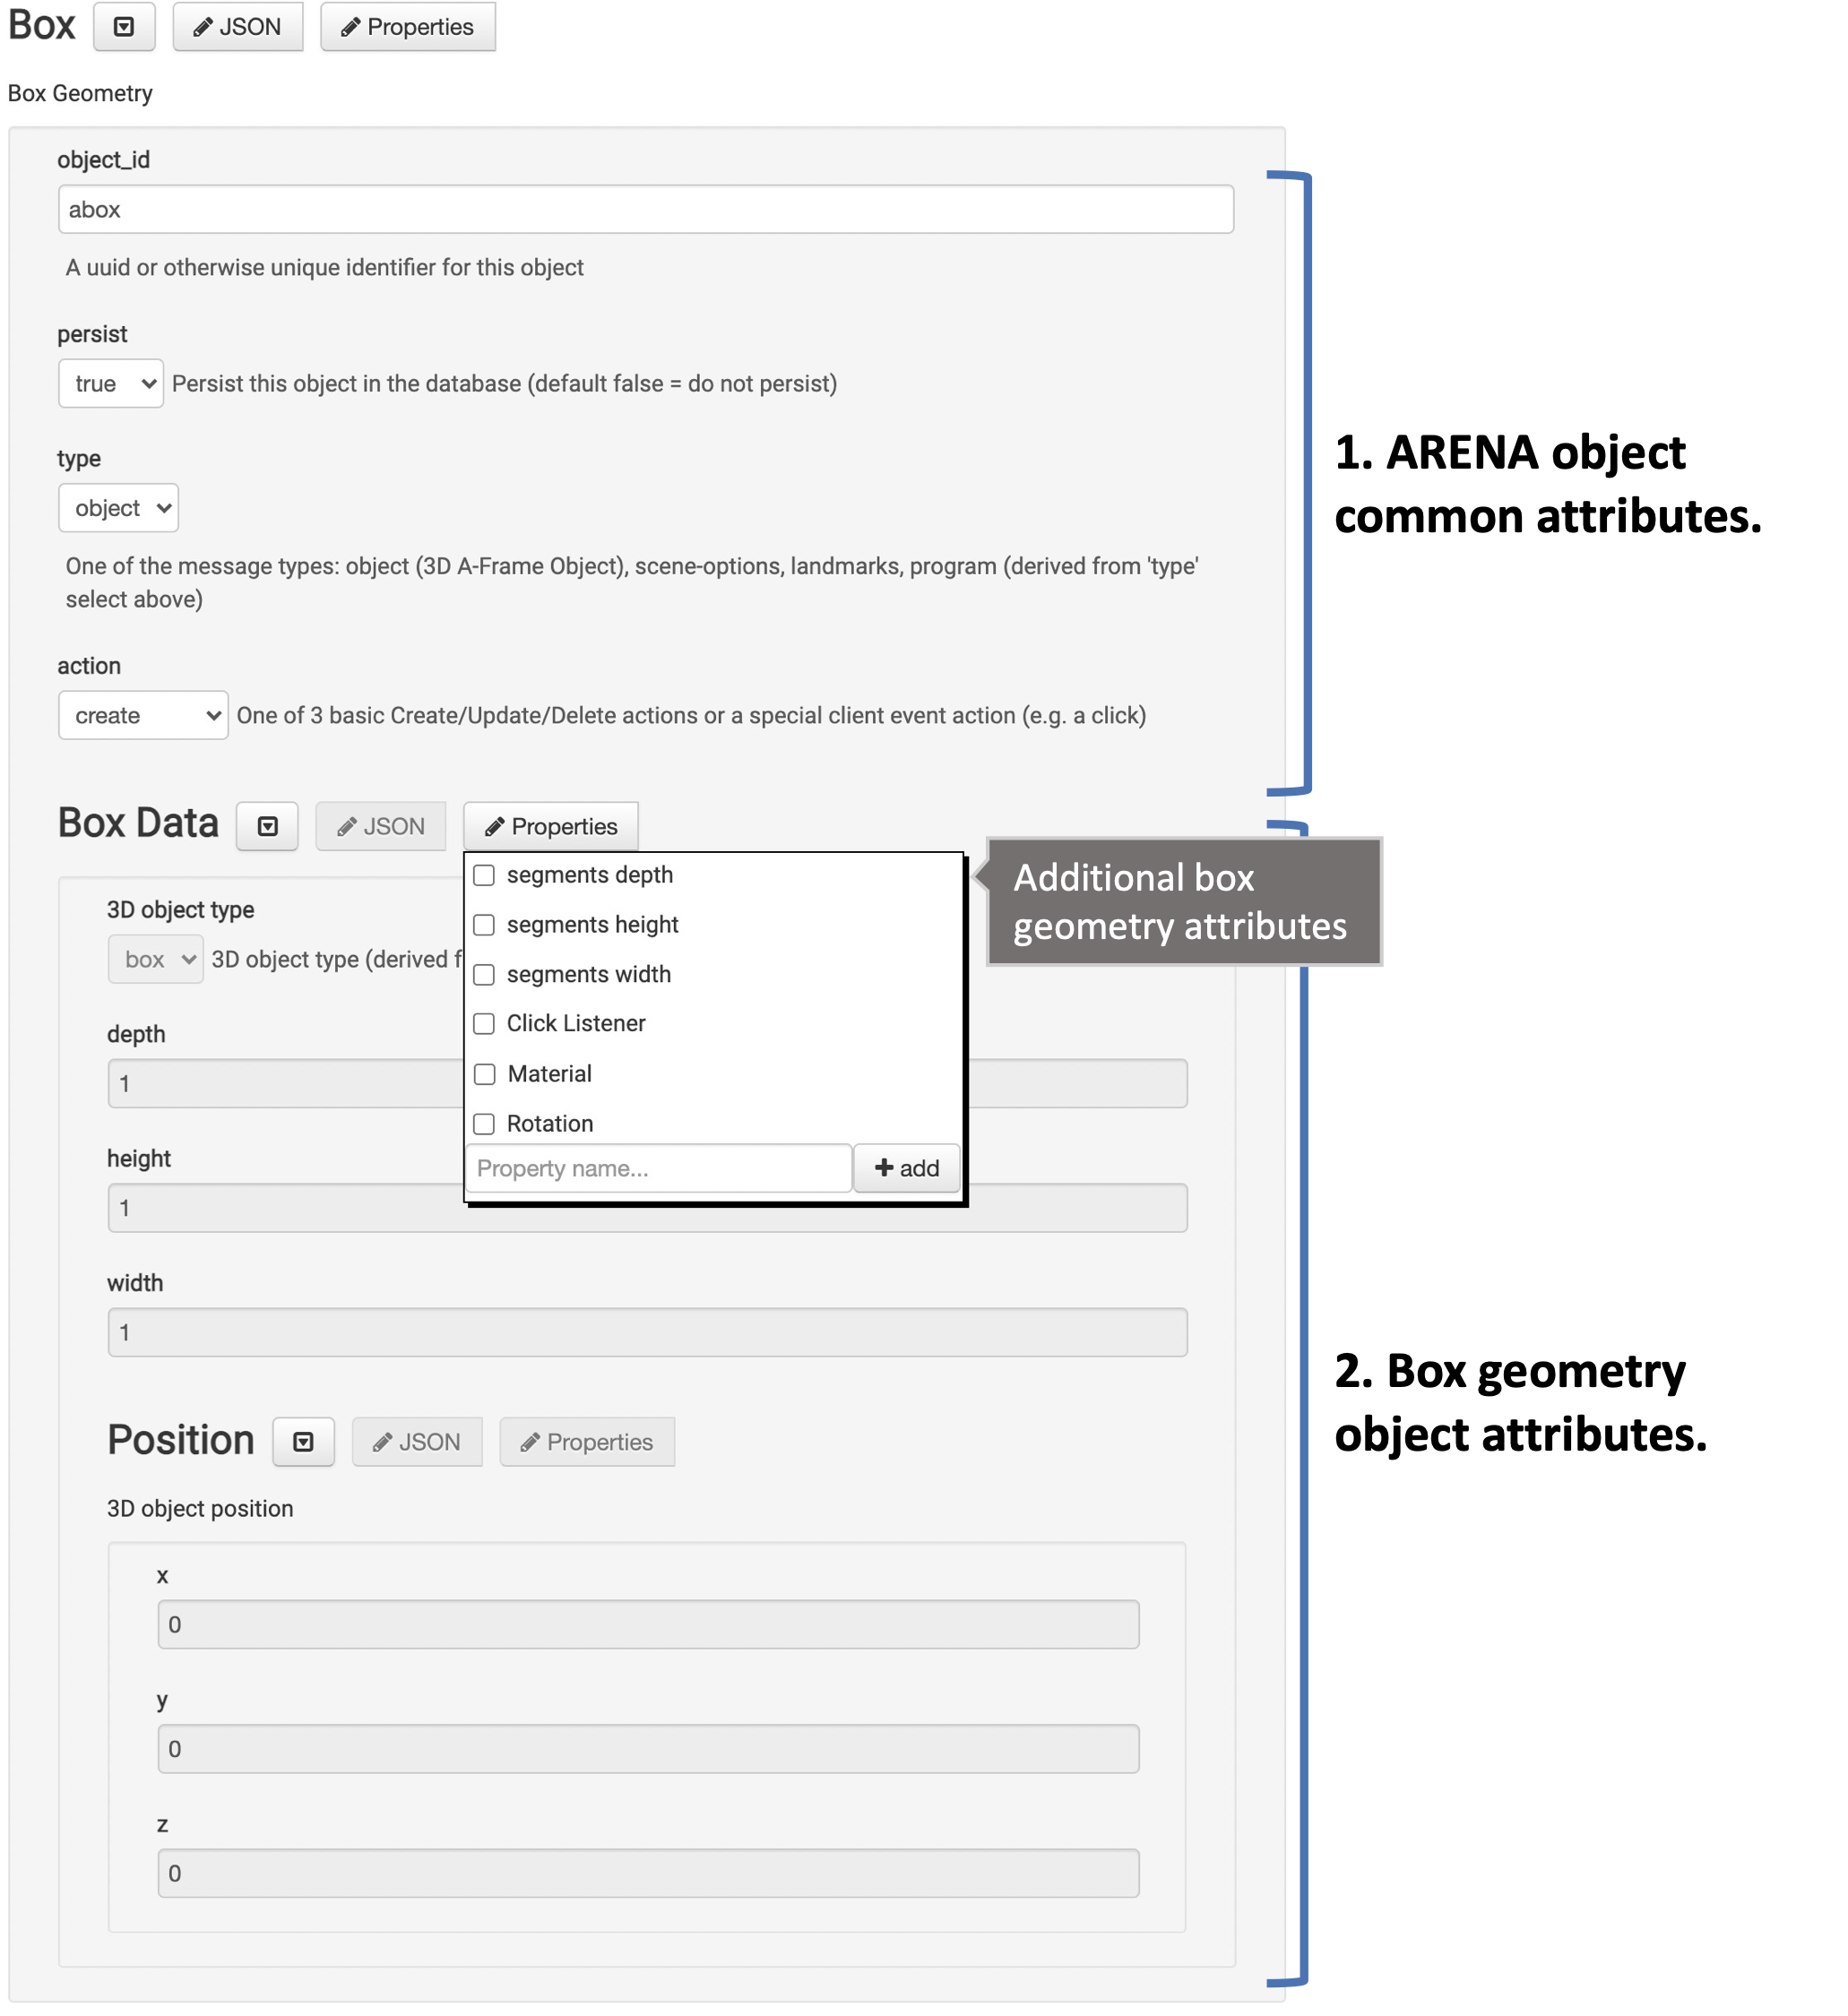 Box JSON Properties
Box Geometry
object_id
abox
A uuid or otherwise unique identifier for this object
persist
true Persist this object in the database (default false = do not persist)
type
object
One of the message types: object (3D A-Frame Object), scene-options, landmarks, program (derived from 'type'
select above)
action
create One of 3 basic Create/Update/Delete actions or a special client event action (e.g. a click)
1. ARENA object
common attributes.
Box Data JSON Properties
segments depth
segments height
segments width
Click Listener
Material
Rotation
Property name... add
Additional box
geometry attributes
3D object type
box 3D object type (derived f
depth
1
height
1
width
1
2. Box geometry
object attributes.
Position JSON Properties
3D object position
x
0
y
0
z
0